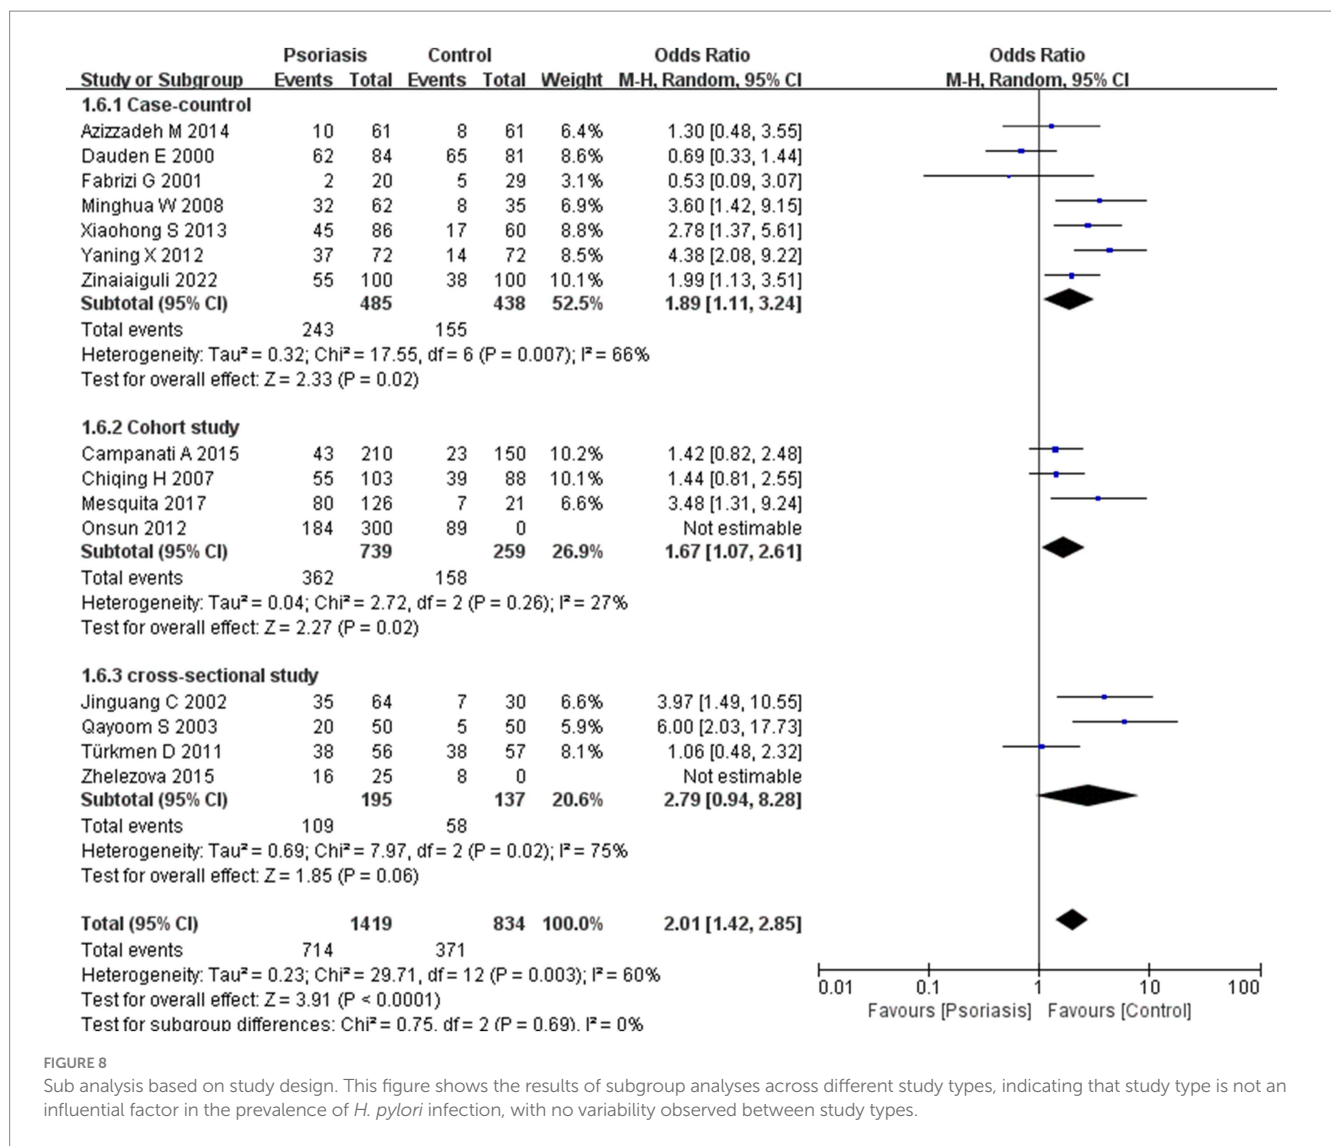 Psoriasis Control Odds Ratio Odds Ratio
Study or Subgroup Events Total Events Total Weight M-H, Random, 95% CI M-H, Random, 95% CI
1.6.1 Case-countrol
Azizzadeh M 2014 10 61 8 61 6.4% 1.30 [0.48, 3.55]
Dauden E 2000 62 84 65 81 8.6% 0.69 [0.33, 1.44]
Fabrizi G 2001 2 20 5 29 3.1% 0.53 [0.09, 3.07]
Minghua W 2008 32 62 8 35 6.9% 3.60 [1.42, 9.15]
Xiaohong S 2013 45 86 17 60 8.8% 2.78 [1.37, 5.61]
Yaning X 2012 37 72 14 72 8.5% 4.38 [2.08, 9.22]
Zinaiaiguli 2022 55 100 38 100 10.1% 1.99 [1.13, 3.51]
Subtotal (95% CI) 485 438 52.5% 1.89 [1.11, 3.24]
Total events 243 155
Heterogeneity: Tau² = 0.32; Chi² = 17.55, df = 6 (P = 0.007); I² = 66%
Test for overall effect: Z = 2.33 (P = 0.02)
1.6.2 Cohort study
Campanati A 2015 43 210 23 150 10.2% 1.42 [0.82, 2.48]
Chiqing H 2007 55 103 39 88 10.1% 1.44 [0.81, 2.55]
Mesquita 2017 80 126 7 21 6.6% 3.48 [1.31, 9.24]
Onsun 2012 184 300 89 0 Not estimable
Subtotal (95% CI) 739 259 26.9% 1.67 [1.07, 2.61]
Total events 362 158
Heterogeneity: Tau² = 0.04; Chi² = 2.72, df = 2 (P = 0.26); I² = 27%
Test for overall effect: Z = 2.27 (P = 0.02)
1.6.3 cross-sectional study
Jinguang C 2002 35 64 7 30 6.6% 3.97 [1.49, 10.55]
Qayoom S 2003 20 50 5 50 5.9% 6.00 [2.03, 17.73]
Türkmen D 2011 38 56 38 57 8.1% 1.06 [0.48, 2.32]
Zhelezova 2015 16 25 8 0 Not estimable
Subtotal (95% CI) 195 137 20.6% 2.79 [0.94, 8.28]
Total events 109 58
Heterogeneity: Tau² = 0.69; Chi² = 7.97, df = 2 (P = 0.02); I² = 75%
Test for overall effect: Z = 1.85 (P = 0.06)
Total (95% CI) 1419 834 100.0% 2.01 [1.42, 2.85]
Total events 714 371
Heterogeneity: Tau² = 0.23; Chi² = 29.71, df = 12 (P = 0.003); I² = 60%
Test for overall effect: Z = 3.91 (P < 0.0001)
Test for subgroup differences: Chi² = 0.75. df = 2 (P = 0.69). I² = 0%
0.01 0.1 1 10 100
Favours [Psoriasis] Favours [Control]
FIGURE 8
Sub analysis based on study design. This figure shows the results of subgroup analyses across different study types, indicating that study type is not an
influential factor in the prevalence of H. pylori infection, with no variability observed between study types.